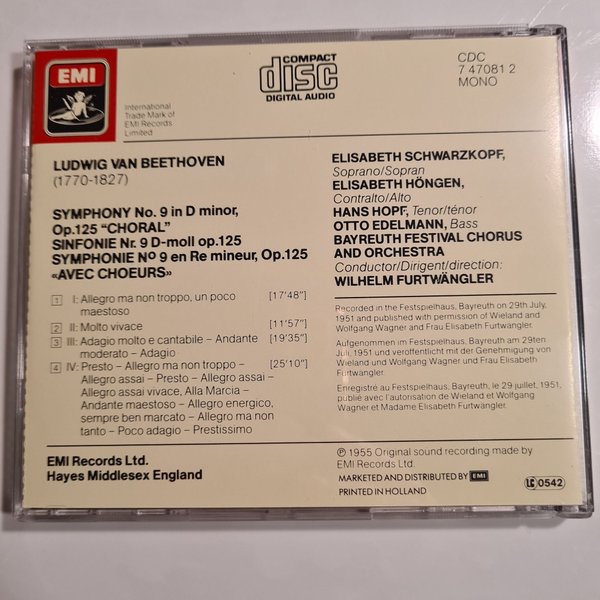 EMI
International
Trade Mark of
EMI Records
Limited
COMPACT
disc
DIGITAL AUDIO
CDC
7 47081 2
MONO
LUDWIG VAN BEETHOVEN
(1770-1827)
SYMPHONY No. 9 in D minor,
Op.125 "CHORAL"
SINFONIE Nr. 9 D-moll op.125
SYMPHONIE Nº 9 en Re mineur, Op.125
«AVEC CHOEURS»
1 I: Allegro ma non troppo, un poco [17'48"]
maestoso
2 II: Molto vivace [11'57"]
3 III: Adagio molto e cantabile – Andante [19'35"]
moderato – Adagio
4 IV: Presto – Allegro ma non troppo – [25'10"]
Allegro assai – Presto – Allegro assai –
Allegro assai vivace, Alla Marcia –
Andante maestoso – Allegro energico,
sempre ben marcato – Allegro ma non
tanto – Poco adagio – Prestissimo
EMI Records Ltd.
Hayes Middlesex England
ELISABETH SCHWARZKOPF,
Soprano/Sopran
ELISABETH HÖNGEN,
Contralto/Alto
HANS HOPF, Tenor/ténor
OTTO EDELMANN, Bass
BAYREUTH FESTIVAL CHORUS
AND ORCHESTRA
Conductor/Dirigent/direction:
WILHELM FURTWÄNGLER
Recorded in the Festspielhaus, Bayreuth on 29th July,
1951 and published with permission of Wieland and
Wolfgang Wagner and Frau Elisabeth Furtwängler.
Aufgenommen im Festspielhaus, Bayreuth am 29ten
Juli, 1951 und veröffentlicht mit der Genehmigung von
Wieland und Wolfgang Wagner und Frau Elisabeth
Furtwängler.
Enregistré au Festspielhaus, Bayreuth, le 29 juillet, 1951,
publié avec l'autorisation de Wieland et Wolfgang
Wagner et Madame Elisabeth Furtwängler.
℗ 1955 Original sound recording made by
EMI Records Ltd.
MARKETED AND DISTRIBUTED BY EMI
PRINTED IN HOLLAND
LC 0542